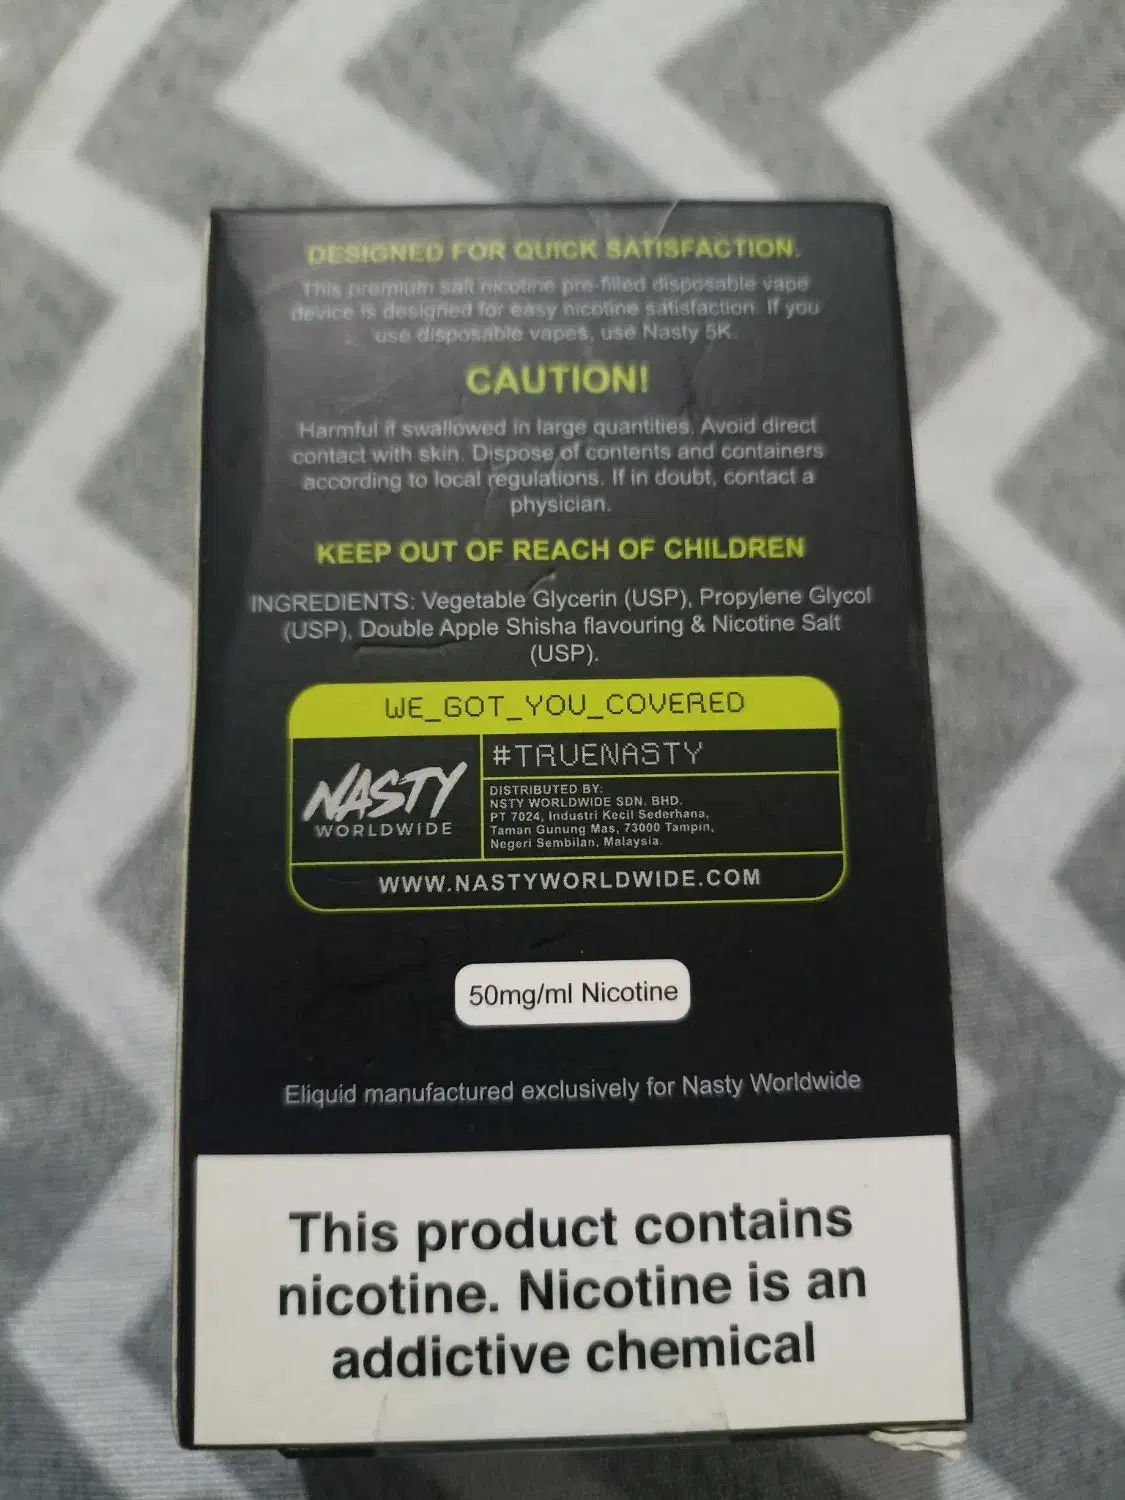 DESIGNED FOR QUICK SATISFACTION.
This premium salt nicotine pre-filled disposable vape
device is designed for easy nicotine satisfaction. If you
use disposable vapes, use Nasty 5K.
CAUTION!
Harmful if swallowed in large quantities. Avoid direct
contact with skin. Dispose of contents and containers
according to local regulations. If in doubt, contact a
physician.
KEEP OUT OF REACH OF CHILDREN
INGREDIENTS: Vegetable Glycerin (USP), Propylene Glycol
(USP), Double Apple Shisha flavouring & Nicotine Salt
(USP).
WE_GOT_YOU_COVERED
NASTY
WORLDWIDE
#TRUENASTY
DISTRIBUTED BY:
NSTY WORLDWIDE SDN. BHD.
PT 7024, Industri Kecil Sederhana,
Taman Gunung Mas, 73000 Tampin,
Negeri Sembilan, Malaysia.
WWW.NASTYWORLDWIDE.COM
50mg/ml Nicotine
Eliquid manufactured exclusively for Nasty Worldwide
This product contains
nicotine. Nicotine is an
addictive chemical